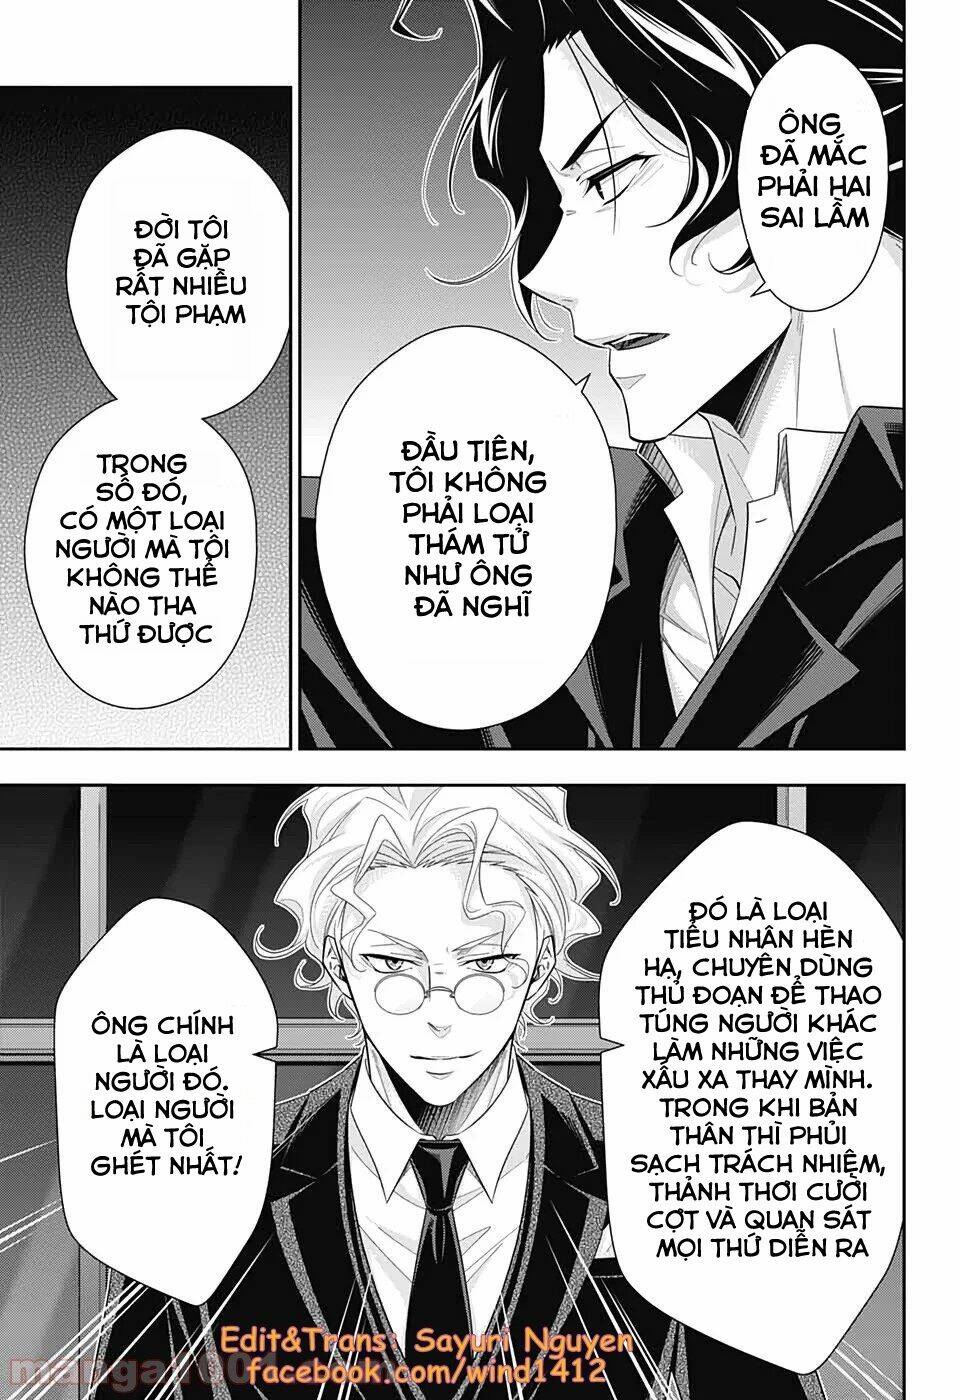 ÔNG
ĐÃ MẮC
PHẢI HAI
SAI LẦM
ĐẦU TIÊN,
TÔI KHÔNG
PHẢI LOẠI
THÁM TỬ
NHƯ ÔNG
ĐÃ NGHĨ
ĐỜI TÔI
ĐÃ GẶP
RẤT NHIỀU
TỘI PHẠM
TRONG
SỐ ĐÓ,
CÓ MỘT LOẠI
NGƯỜI MÀ TÔI
KHÔNG THỂ
NÀO THA
THỨ ĐƯỢC
ĐÓ LÀ LOẠI
TIỂU NHÂN HÈN
HẠ, CHUYÊN DÙNG
THỦ ĐOẠN ĐỂ THAO
TÚNG NGƯỜI KHÁC
LÀM NHỮNG VIỆC
XẤU XA THAY MÌNH.
TRONG KHI BẢN
THÂN THÌ PHỦI
SẠCH TRÁCH NHIỆM,
THẢNH THƠI CƯỜI
CỢT VÀ QUAN SÁT
MỌI THỨ DIỄN RA
ÔNG CHÍNH
LÀ LOẠI
NGƯỜI ĐÓ.
LOẠI NGƯỜI
MÀ TÔI
GHÉT NHẤT!
Edit&Trans: Sayuri Nguyen
facebook.com/wind1412